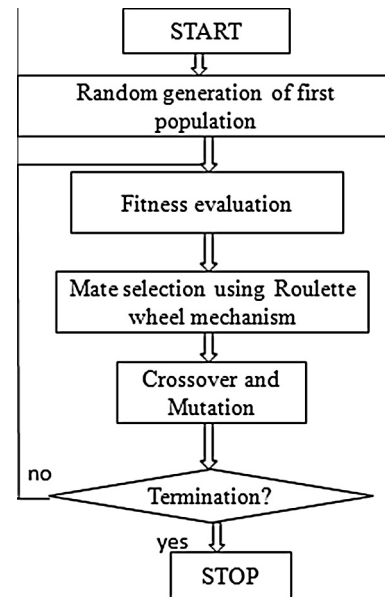 START
Random generation of first
population
Fitness evaluation
Mate selection using Roulette
wheel mechanism
Crossover and
Mutation
no
Termination?
yes
STOP